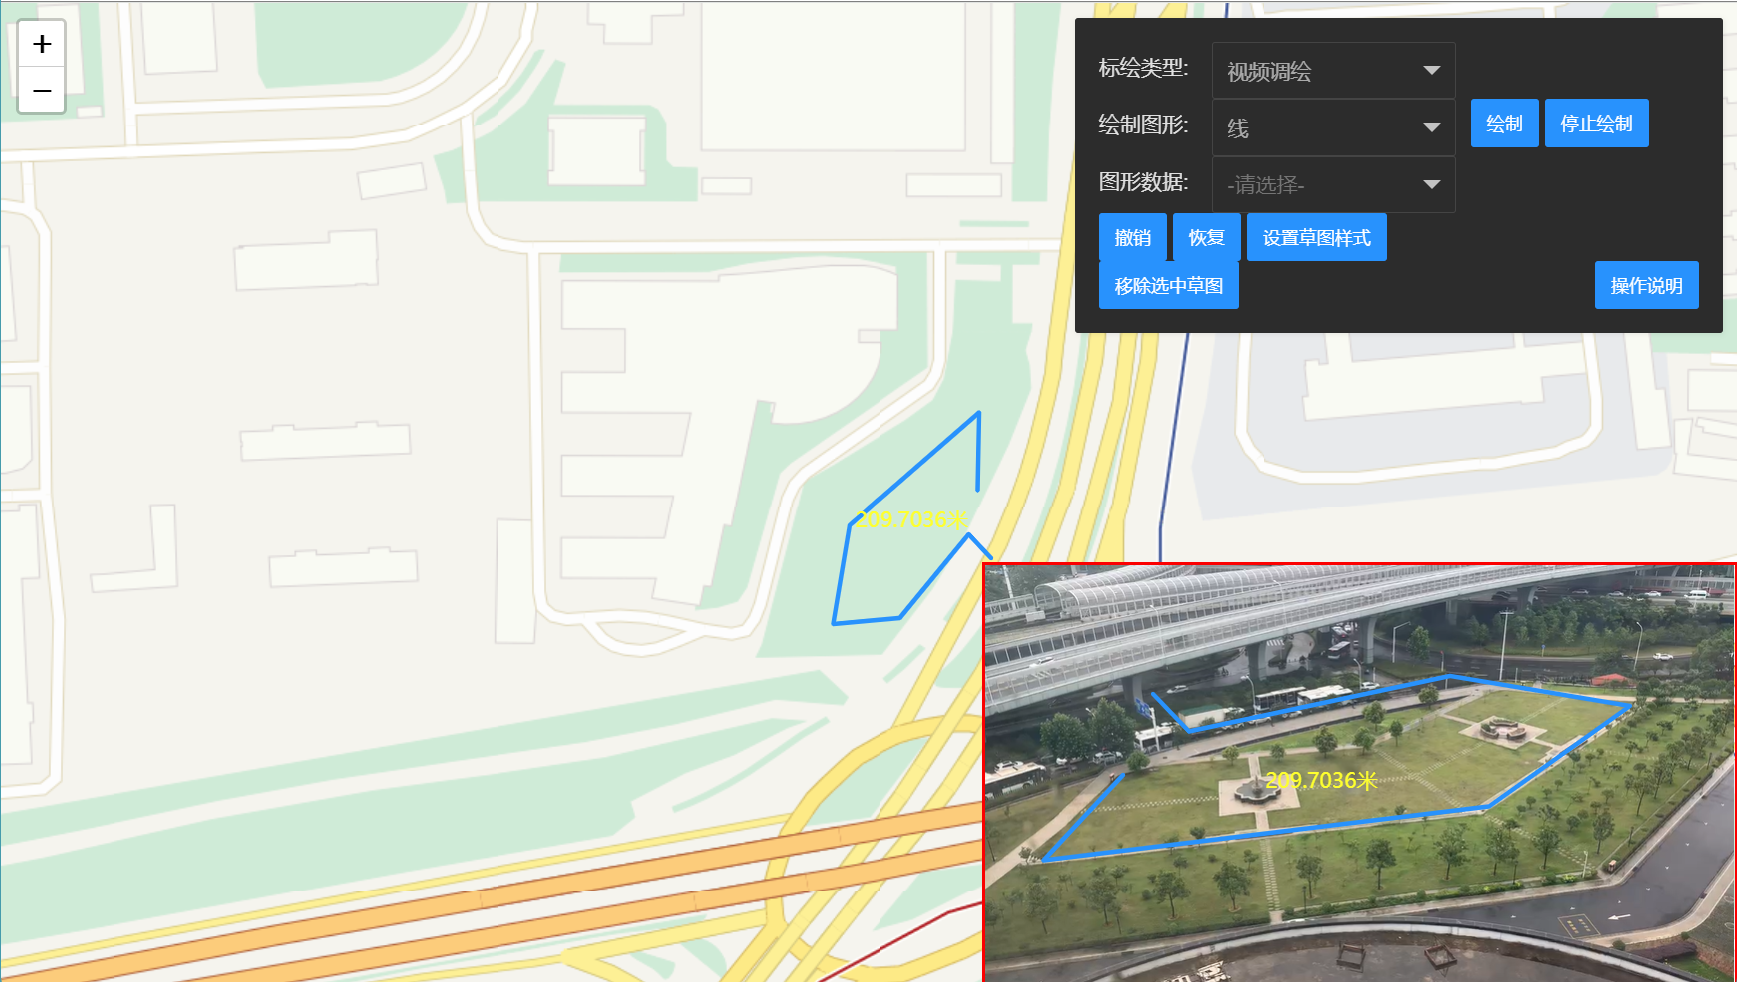 +
−
标绘类型: 视频调绘
绘制图形: 线 绘制 停止绘制
图形数据: -请选择-
撤销 恢复 设置草图样式
移除选中草图 操作说明
209.7036米
209.7036米